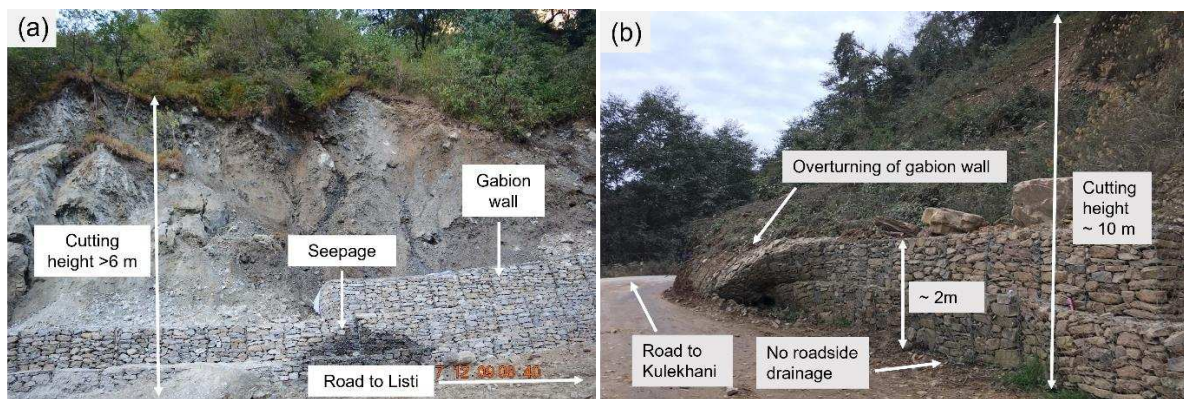 (a)
Gabion
wall
Cutting
height >6 m
Seepage
Road to Listi
7 12 09 08:40
(b)
Overturning of gabion wall
Cutting
height
~ 10 m
~ 2m
Road to
Kulekhani
No roadside
drainage